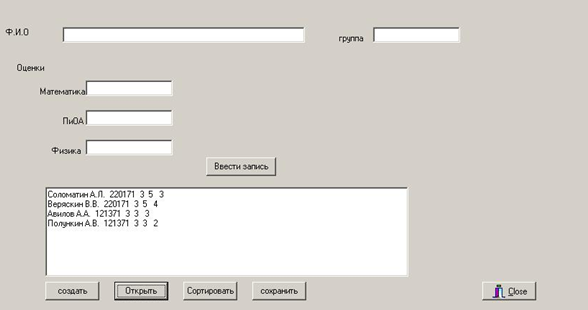 Ф.И.О
группа
Оценки
Математика
ПиОА
Физика
Ввести запись
Соломатин А.Л. 220171 3 5 3
Веряскин В.В. 220171 3 5 4
Авилов А.А. 121371 3 3 3
Полункин А.В. 121371 3 3 2
создать Открыть Сортировать сохранить Close